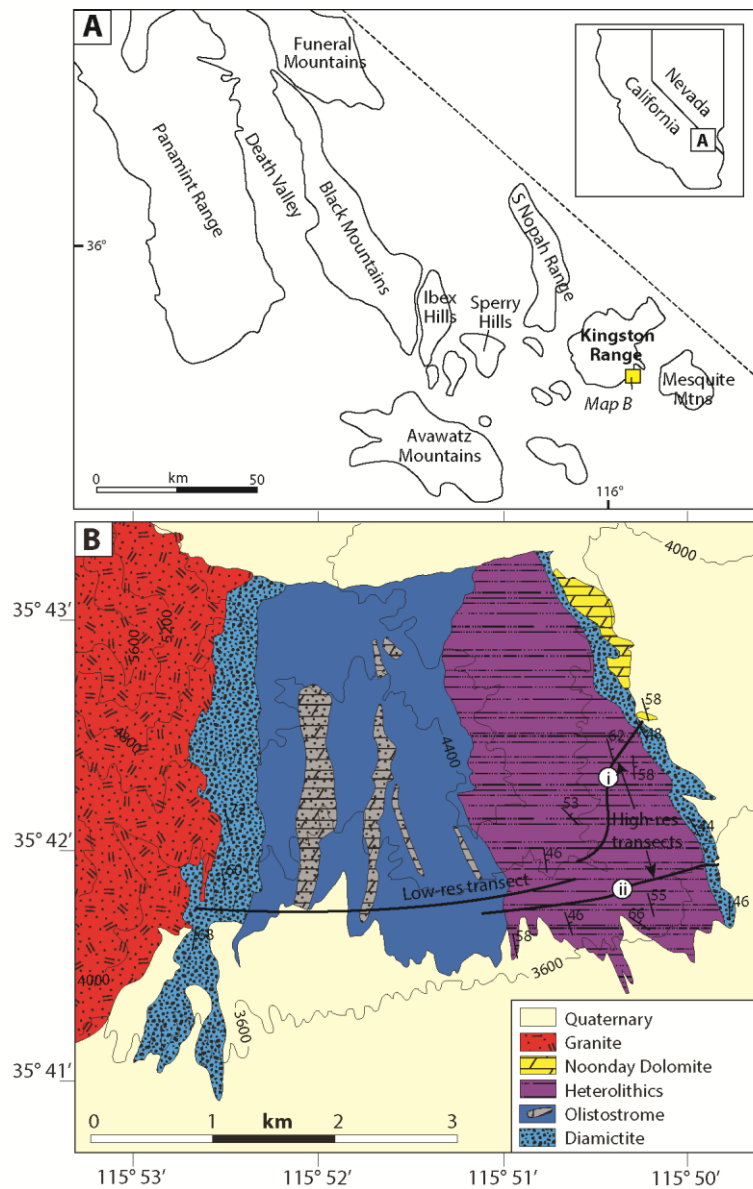 A
Funeral
Mountains
Nevada
California
A
Panamint Range
Death Valley
Black Mountains
S Nopah Range
36°
Ibex
Hills
Sperry
Hills
Kingston
Range
Mesquite
Mtns
Map B
Avawatz
Mountains
0 km 50
116°
B
4000
35° 43′
5600
5200
4800
4400
58
62
58
i
53
High-res
transects
35° 42′
46
44
Low-res transect
ii
55
46
66
46
58
4000
3600
3600
35° 41′
0 1 km 2 3
Quaternary
Granite
Noonday Dolomite
Heterolithics
Olistostrome
Diamictite
115° 53′ 115° 52′ 115° 51′ 115° 50′